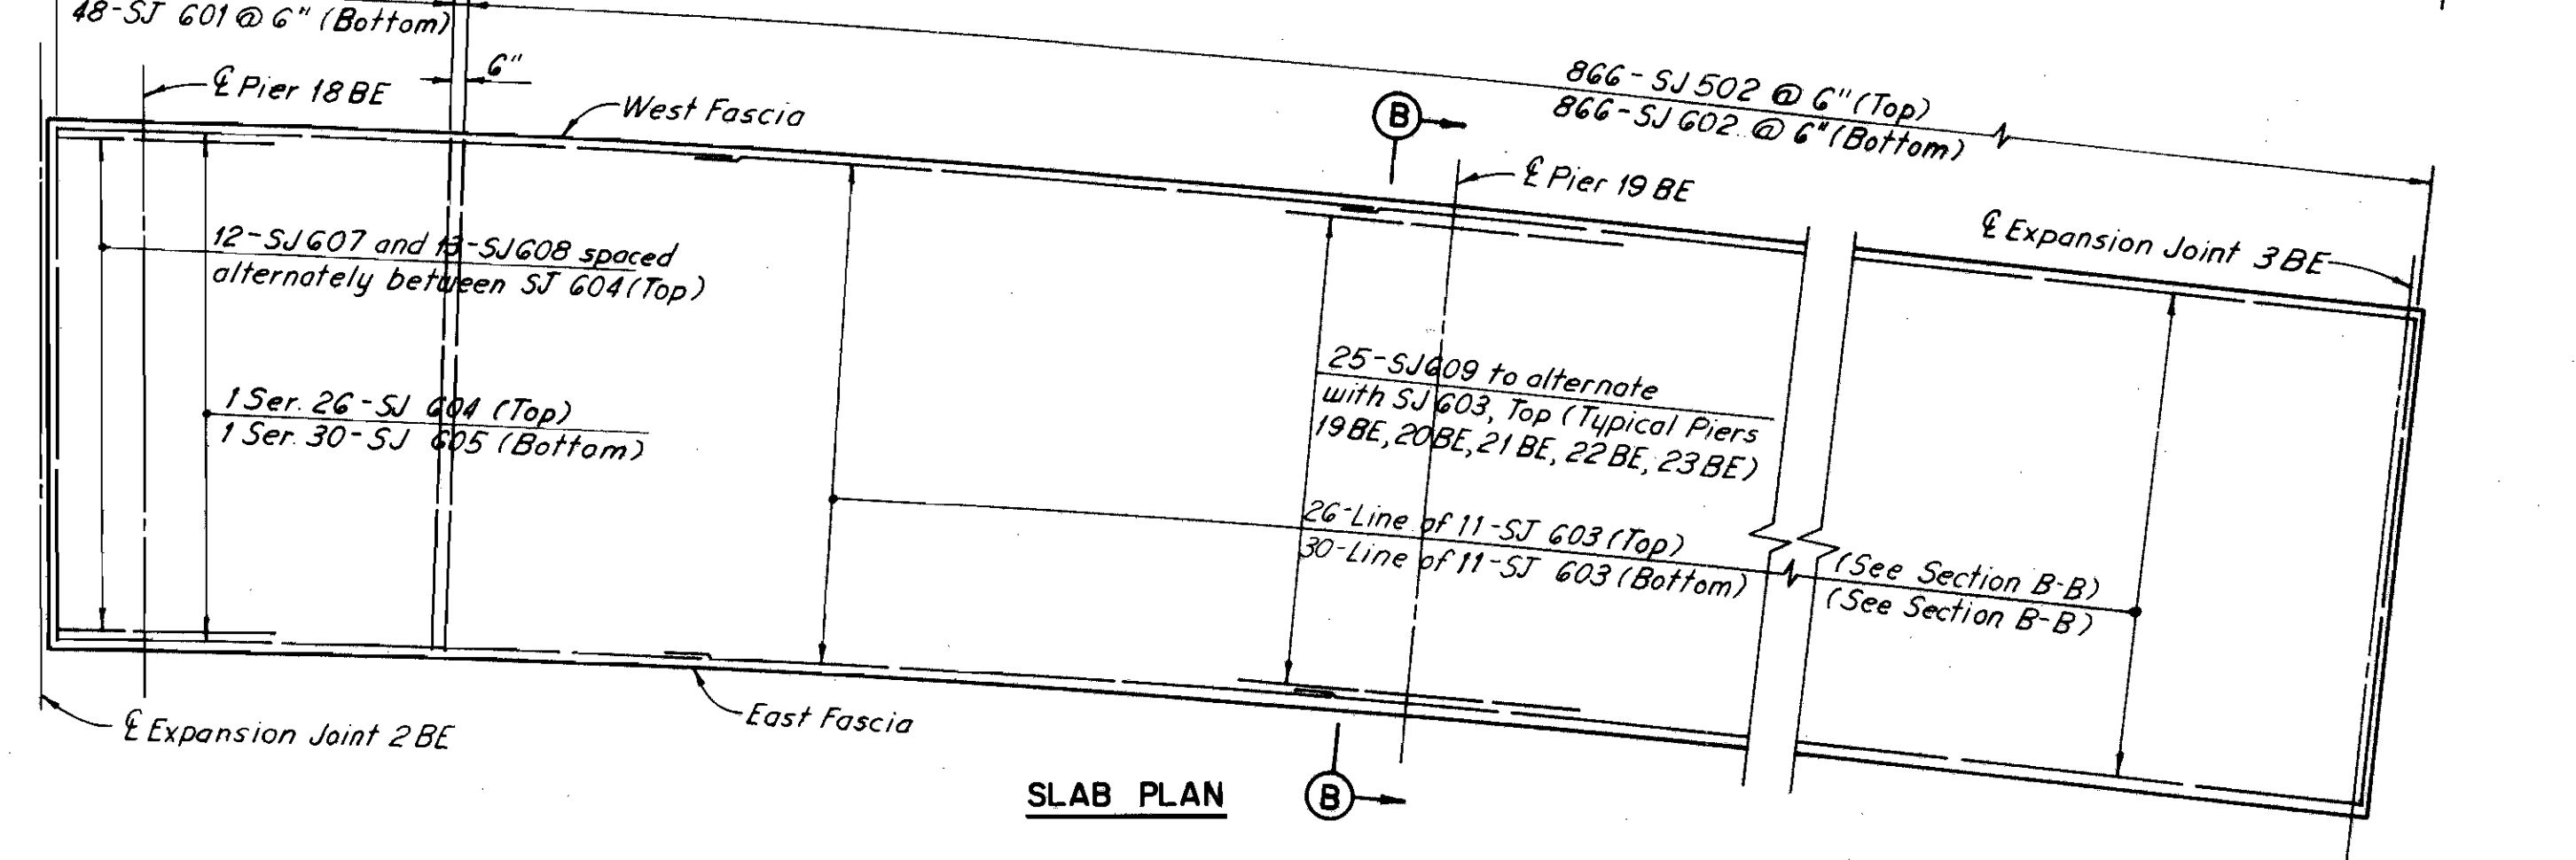 48-SJ 601 @ 6" (Bottom)
6"
℄ Pier 18 BE
West Fascia
B
866-SJ 502 @ 6" (Top)
866-SJ 602 @ 6" (Bottom)
℄ Pier 19 BE
℄ Expansion Joint 3 BE
12-SJ 607 and 13-SJ 608 spaced
alternately between SJ 604 (Top)
1 Ser. 26-SJ 604 (Top)
1 Ser. 30-SJ 605 (Bottom)
25-SJ 609 to alternate
with SJ 603, Top (Typical Piers
19 BE, 20 BE, 21 BE, 22 BE, 23 BE)
26-Line of 11-SJ 603 (Top)
30-Line of 11-SJ 603 (Bottom)
(See Section B-B)
(See Section B-B)
℄ Expansion Joint 2 BE
East Fascia
SLAB PLAN
B